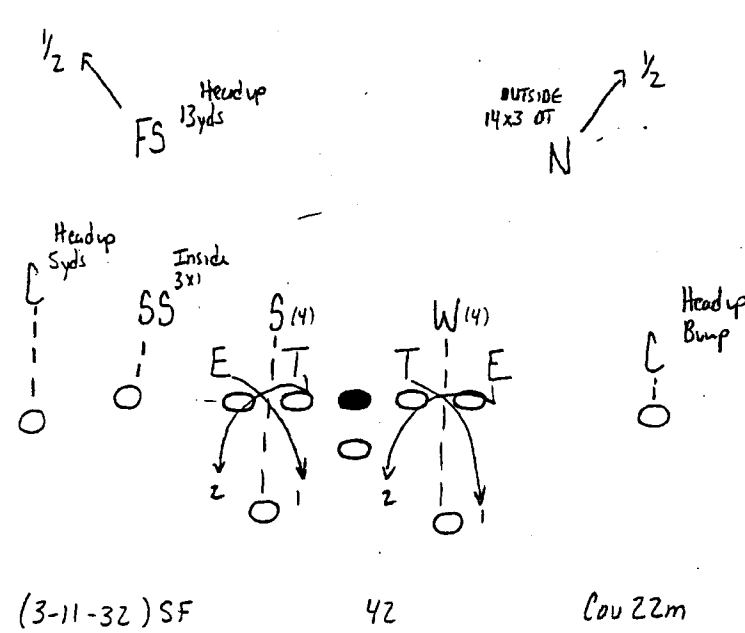 1/2
1/2
Headup
13yds
FS
OUTSIDE
14x3 OT
N
Headup
5yds
C
Inside
3x1
SS
S (4)
W (4)
Headup
Bump
C
E T
T E
2 1
2 1
(3-11-32) SF 42 Cov 22m